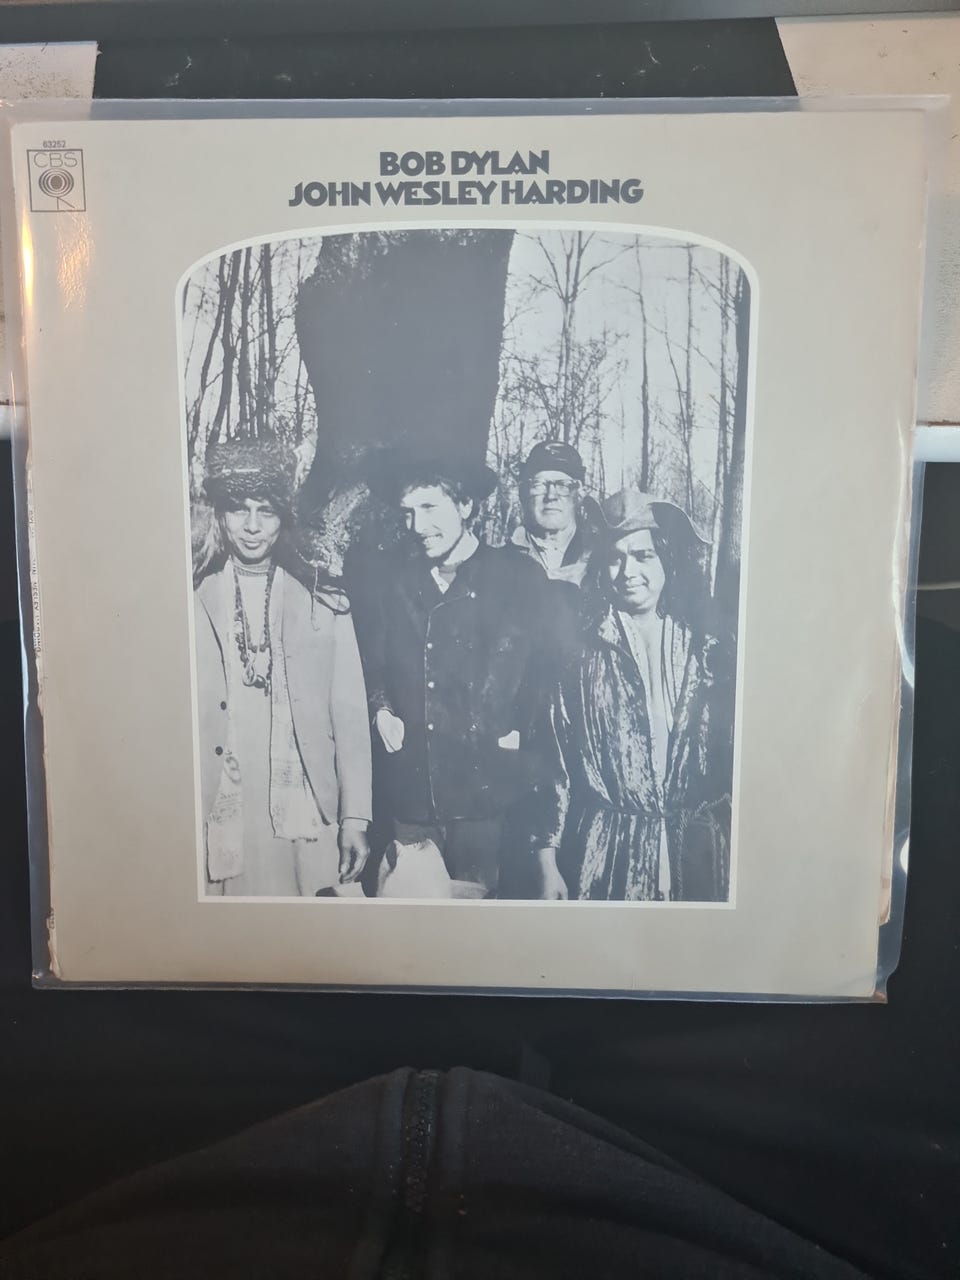 63252
CBS
BOB DYLAN
JOHN WESLEY HARDING